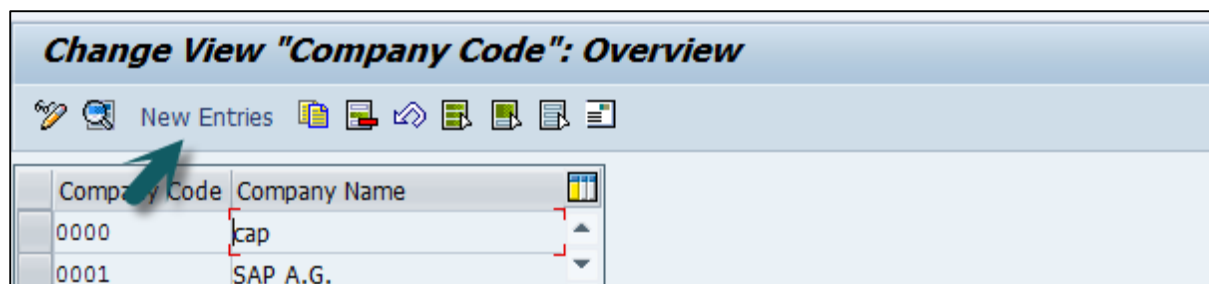 Change View "Company Code": Overview
New Entries
Company Code Company Name
0000 cap
0001 SAP A.G.